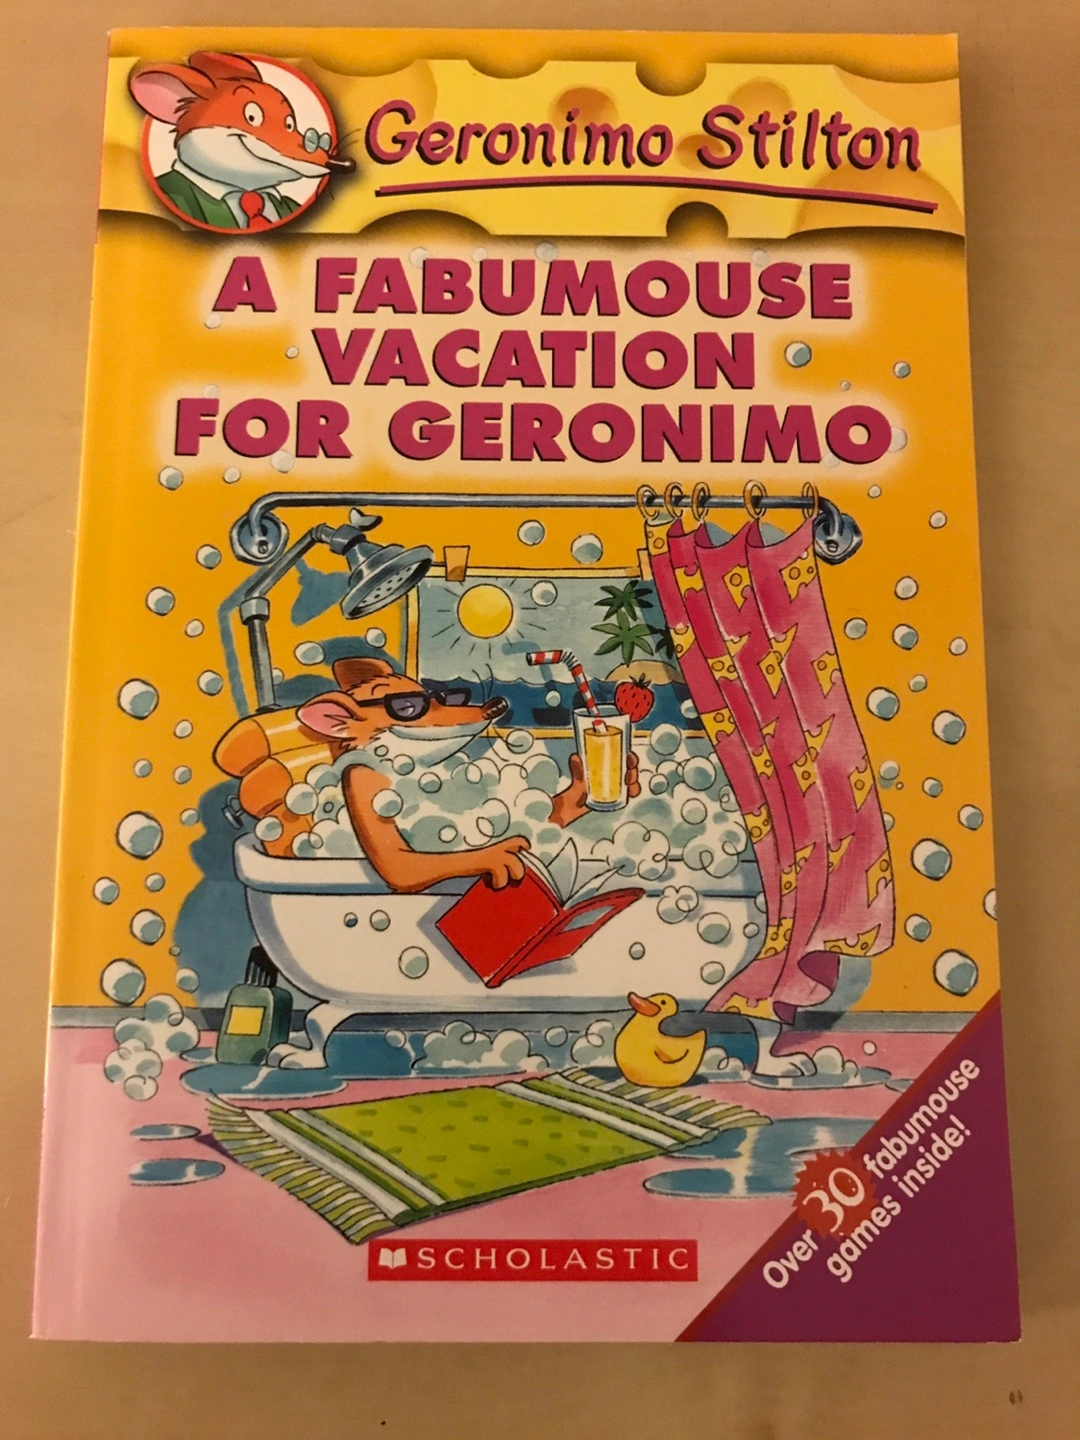 Geronimo Stilton
A FABUMOUSE
VACATION
FOR GERONIMO
Over 30 fabumouse
games inside!
SCHOLASTIC